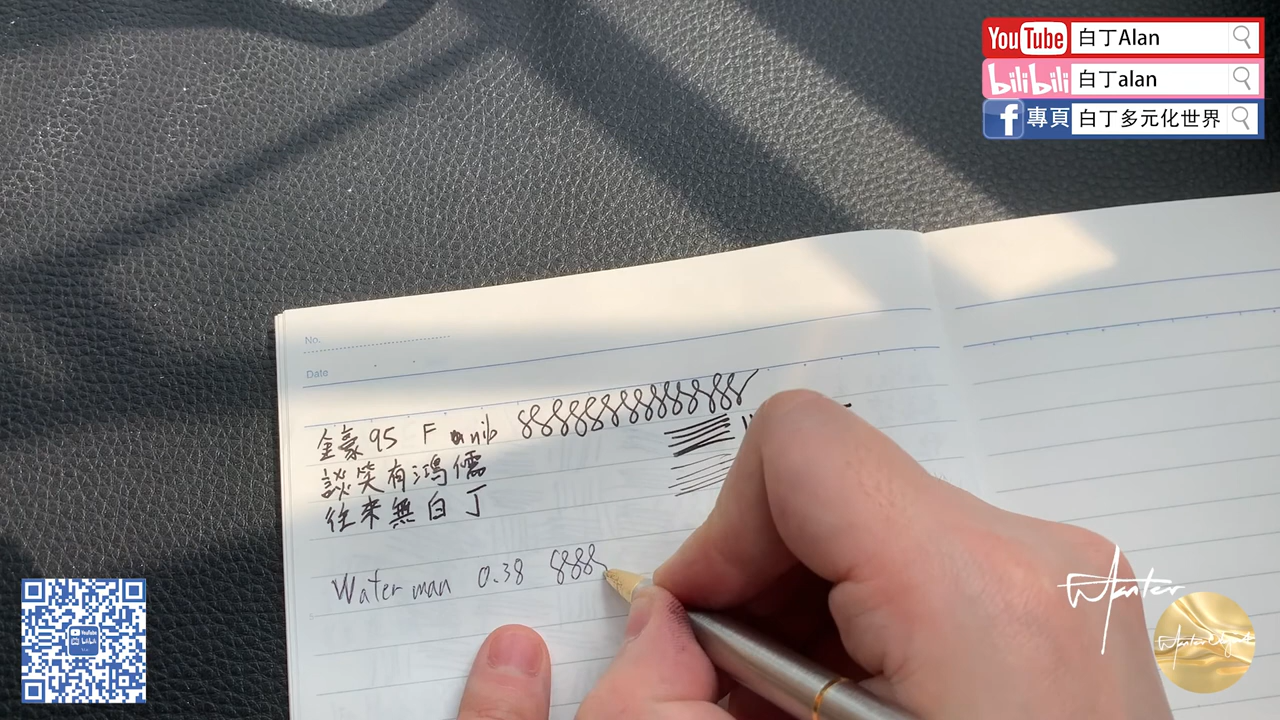 YouTube 白丁Alan
bilibili 白丁alan
f 專頁 白丁多元化世界
No.
Date
金豪 95 F nib 888888888888888
談笑有鴻儒
往來無白丁
Waterman 0.38 888
Wanter